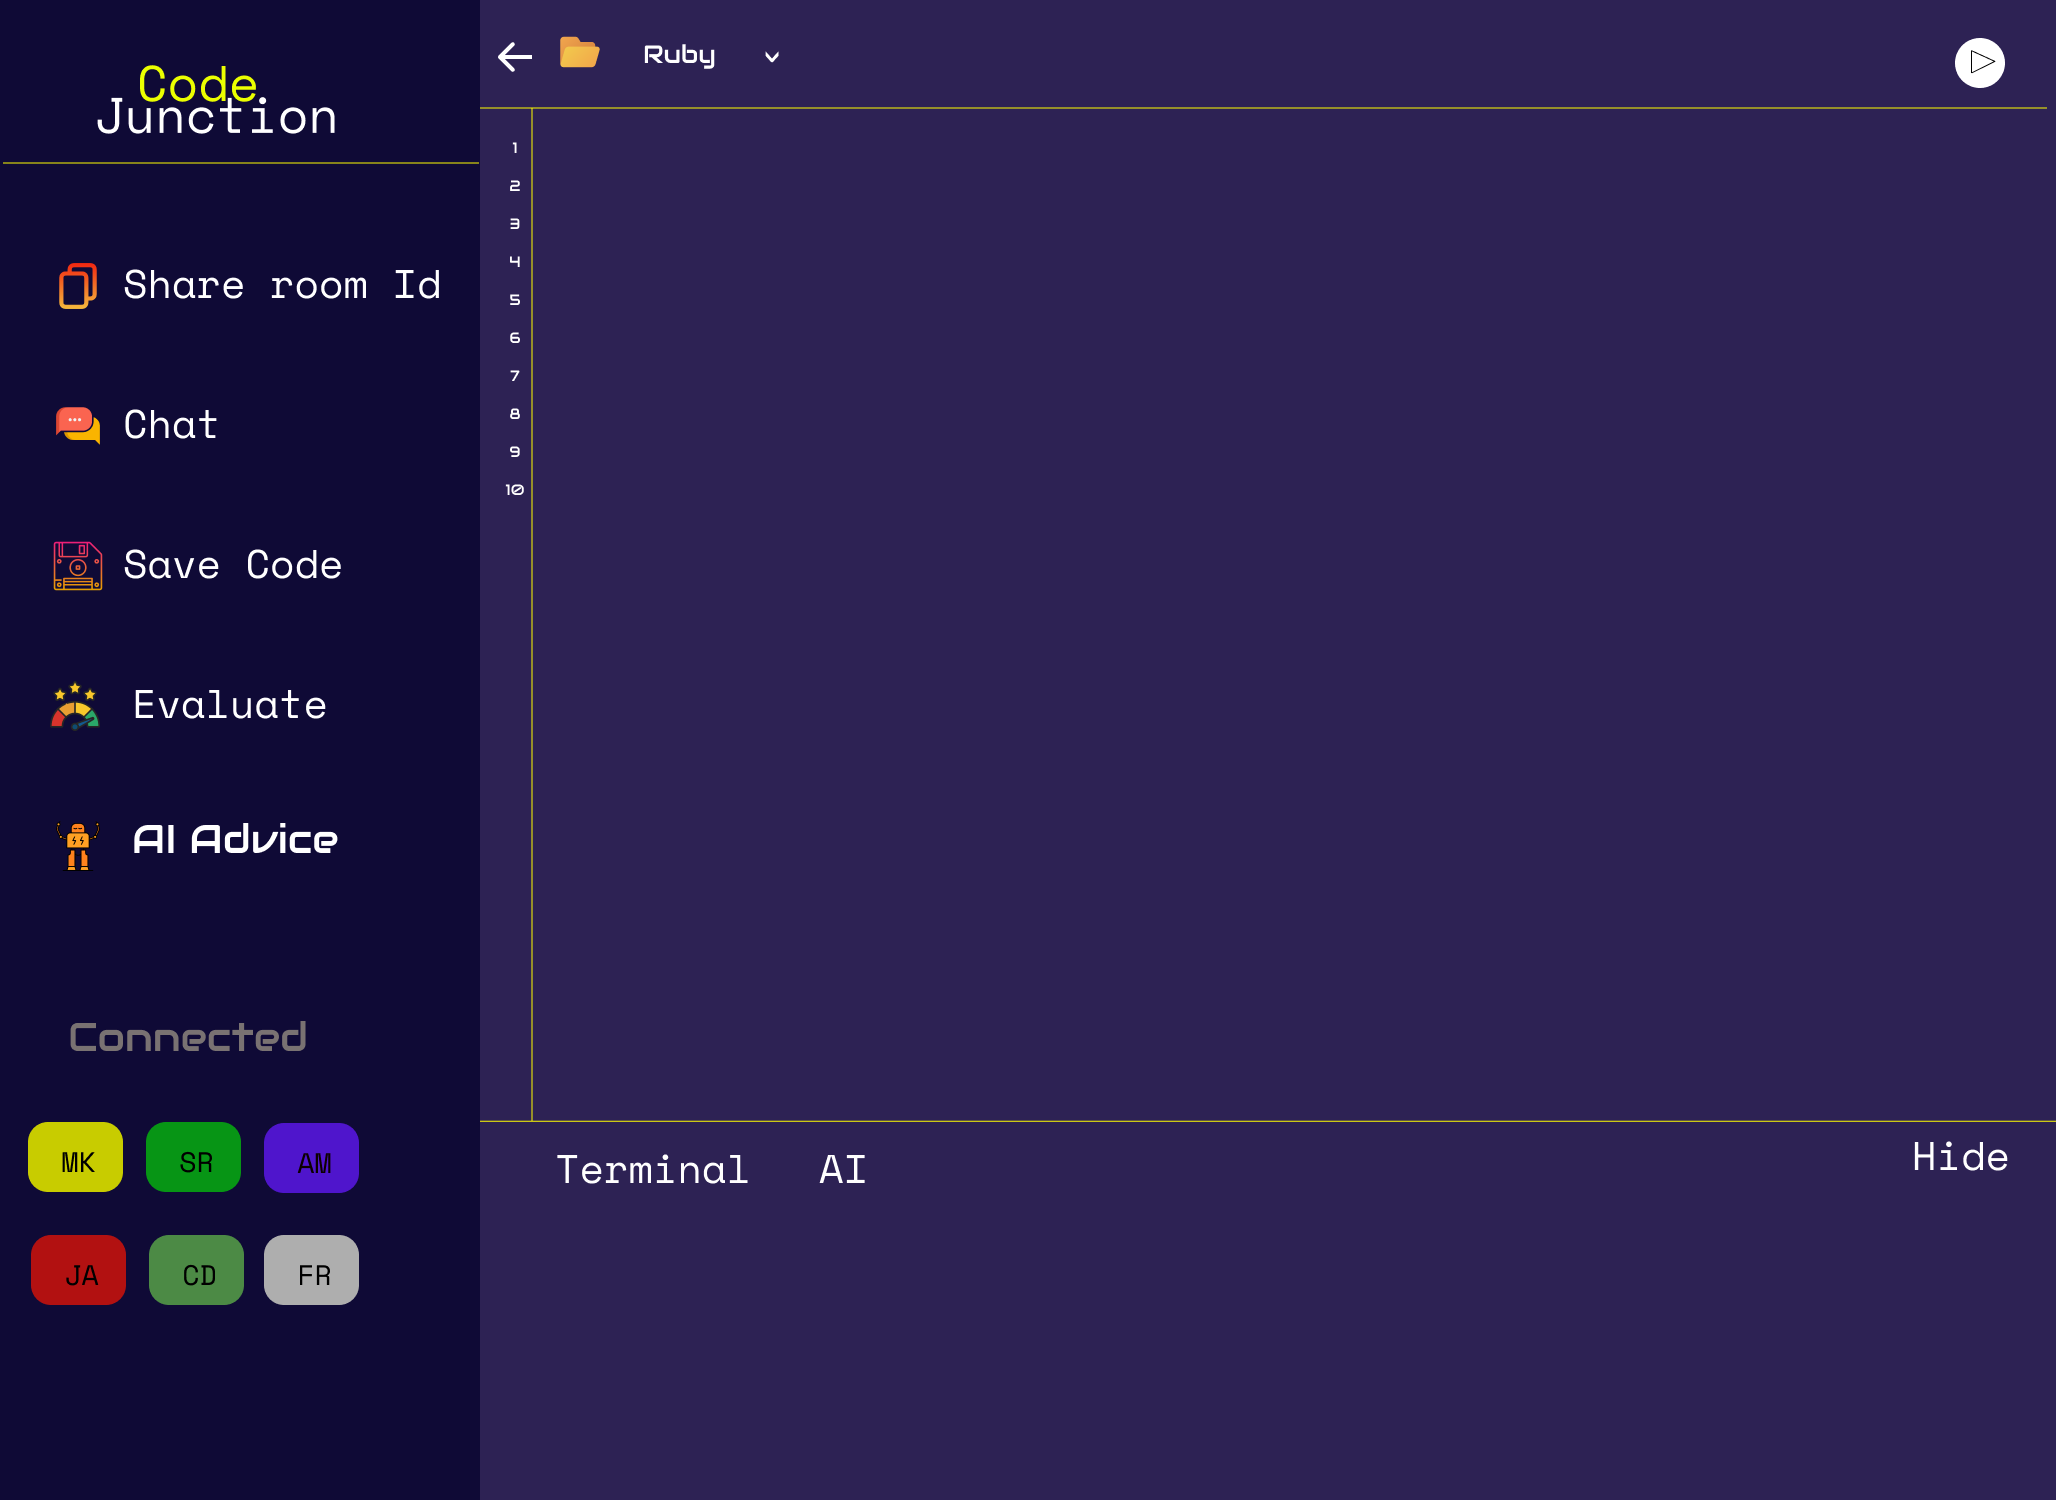 Code
Junction
Share room Id
Chat
Save Code
Evaluate
AI Advice
Connected
MK SR AM
JA CD FR
Ruby
1
2
3
4
5
6
7
8
9
10
Terminal AI Hide